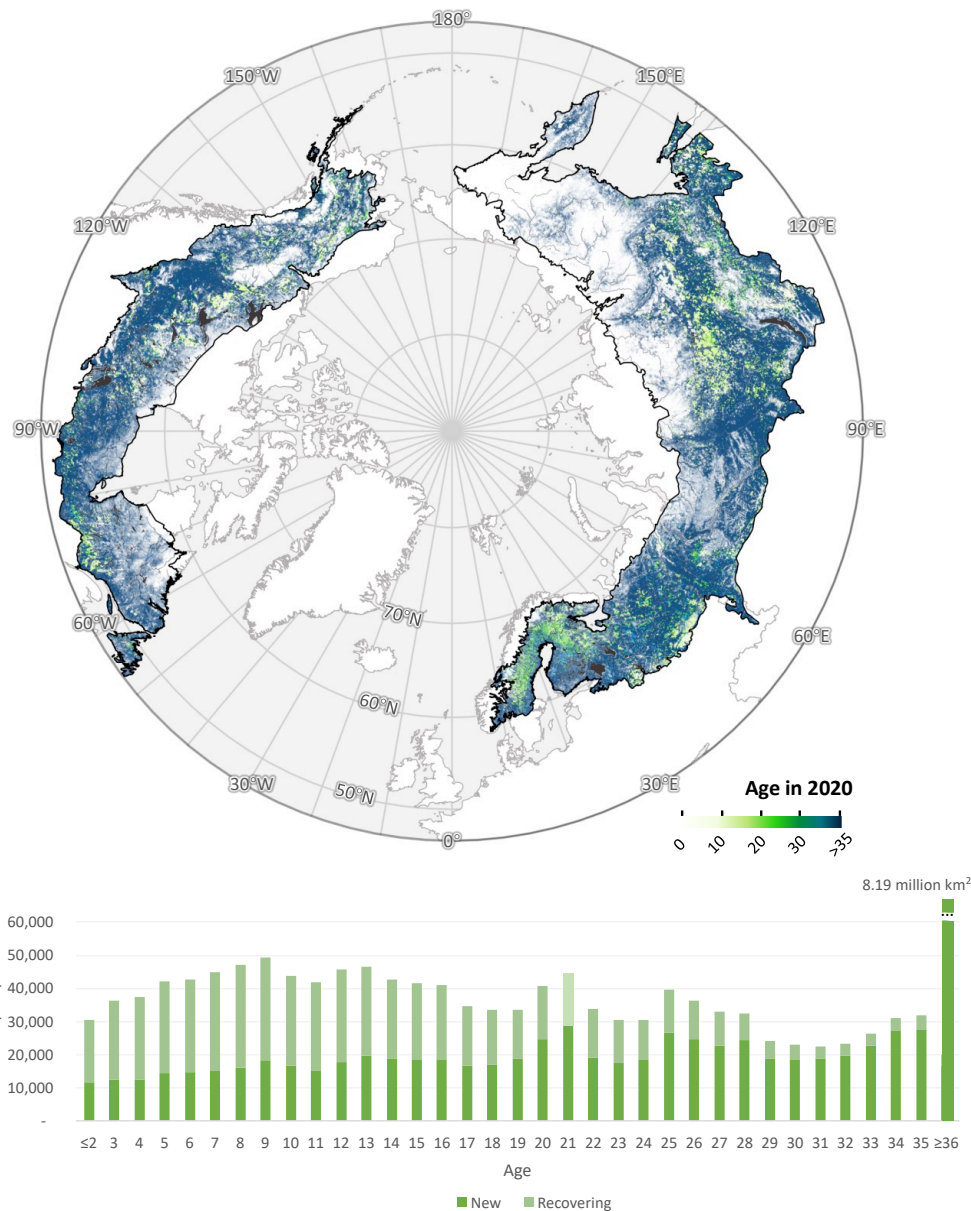 180°
150°W
150°E
120°W
120°E
90°W
90°E
70°N
60°W
60°E
60°N
30°W
50°N
30°E
0°
Age in 2020
0 10 20 30 >35
8.19 million km2
...
60,000
50,000
40,000
30,000
20,000
10,000
-
≤2 3 4 5 6 7 8 9 10 11 12 13 14 15 16 17 18 19 20 21 22 23 24 25 26 27 28 29 30 31 32 33 34 35 ≥36
Age
New Recovering